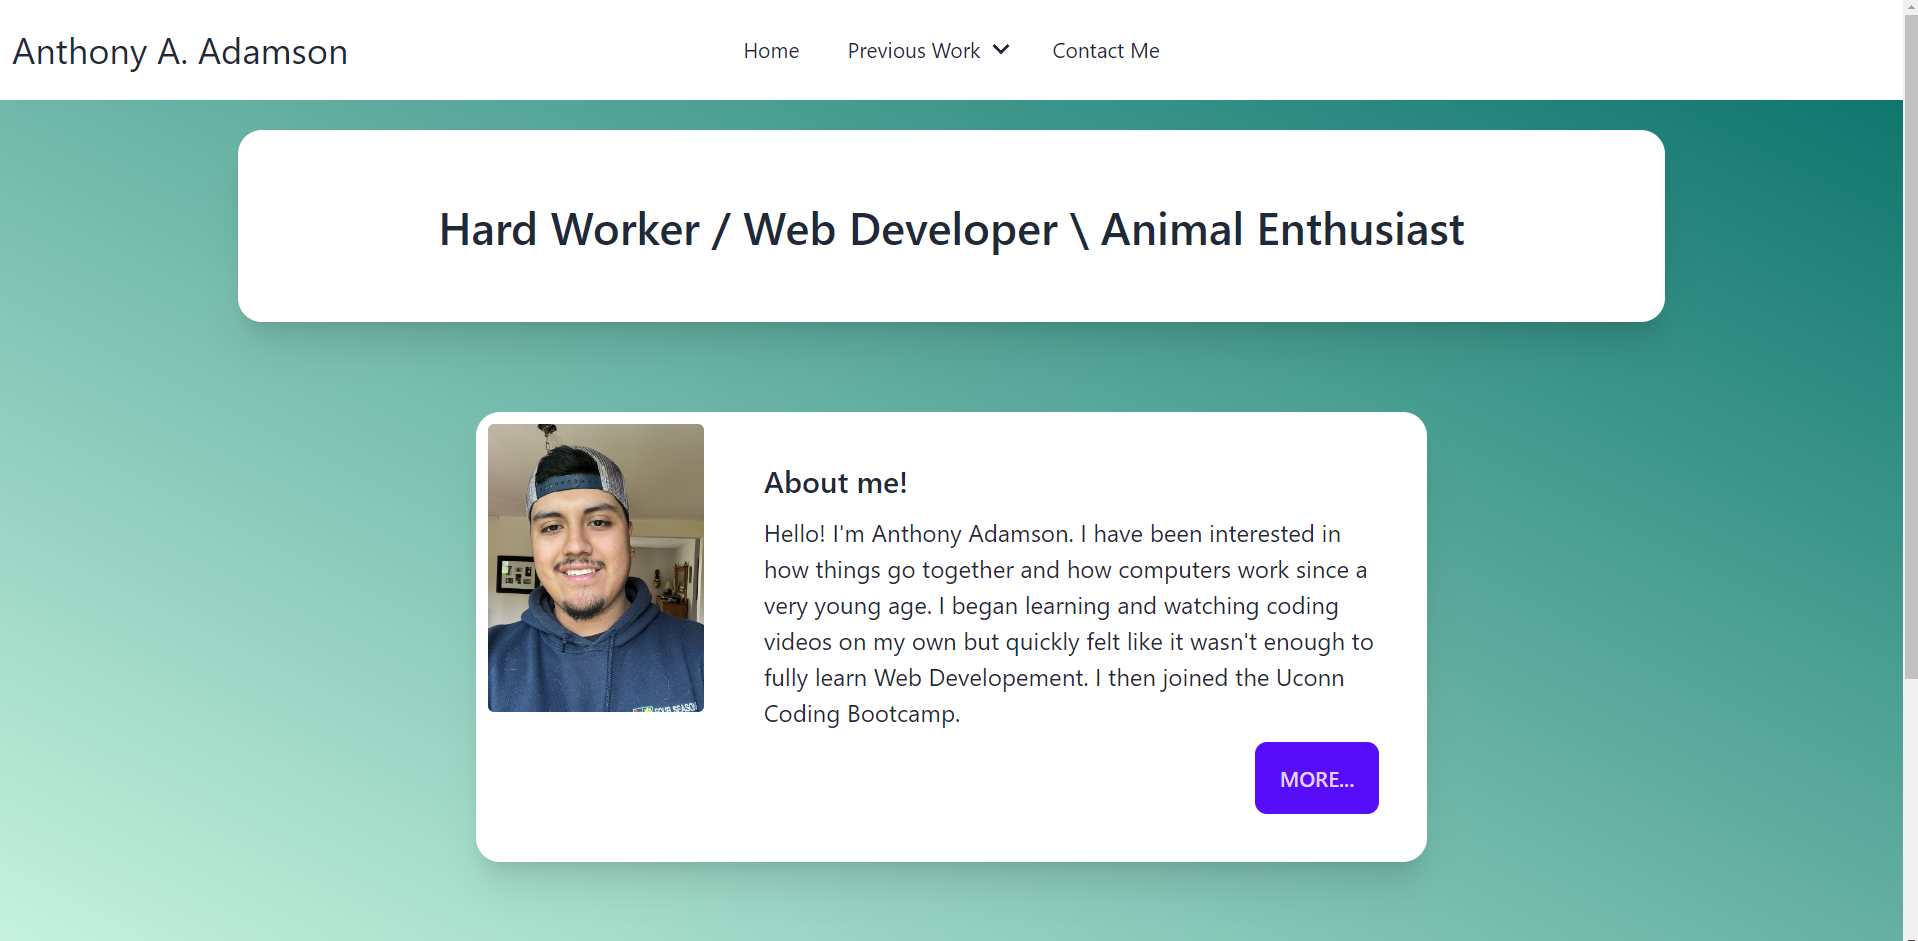 Anthony A. Adamson
Home Previous Work Contact Me
Hard Worker / Web Developer \ Animal Enthusiast
About me!
Hello! I'm Anthony Adamson. I have been interested in
how things go together and how computers work since a
very young age. I began learning and watching coding
videos on my own but quickly felt like it wasn't enough to
fully learn Web Developement. I then joined the Uconn
Coding Bootcamp.
FOUR SEASON
MORE...